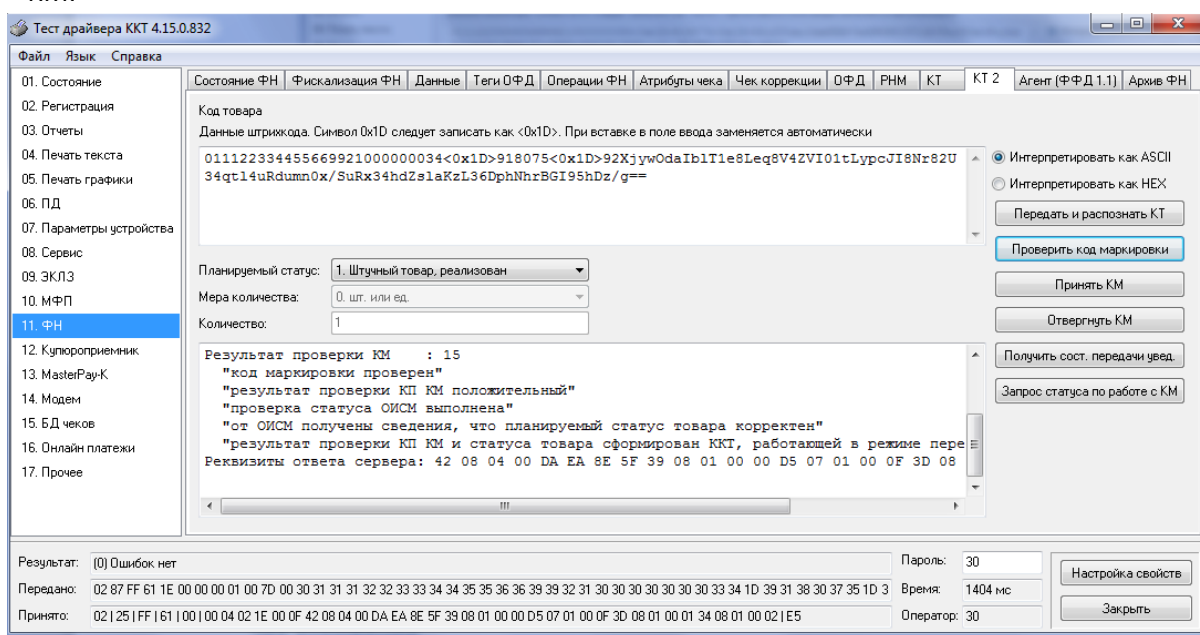 Тест драйвера ККТ 4.15.0.832
Файл Язык Справка
01. Состояние
02. Регистрация
03. Отчеты
04. Печать текста
05. Печать графики
06. ПД
07. Параметры устройства
08. Сервис
09. ЭКЛЗ
10. МФП
11. ФН
12. Купюроприемник
13. MasterPay-K
14. Модем
15. БД чеков
16. Онлайн платежи
17. Прочее
Состояние ФН Фискализация ФН Данные Теги ОФД Операции ФН Атрибуты чека Чек коррекции ОФД РНМ КТ КТ 2 Агент (ФФД 1.1) Архив ФН
Код товара
Данные штрихкода. Символ 0x1D следует записать как <0x1D>. При вставке в поле ввода заменяется автоматически
011122334455669921000000034<0x1D>918075<0x1D>92XjywOdaIblT1e8Leq8V4ZVI01tLypcJI8Nr82U
34qtl4uRdumn0x/SuRx34hdZslaKzL36DphNhrBGI95hDz/g==
Интерпретировать как ASCII
Интерпретировать как HEX
Передать и распознать КТ
Проверить код маркировки
Принять КМ
Отвергнуть КМ
Получить сост. передачи увед.
Запрос статуса по работе с КМ
Планируемый статус: 1. Штучный товар, реализован
Мера количества: 0. шт. или ед.
Количество: 1
Результат проверки КМ : 15
"код маркировки проверен"
"результат проверки КП КМ положительный"
"проверка статуса ОИСМ выполнена"
"от ОИСМ получены сведения, что планируемый статус товара корректен"
"результат проверки КП КМ и статуса товара сформирован ККТ, работающей в режиме пере
Реквизиты ответа сервера: 42 08 04 00 DA EA 8E 5F 39 08 01 00 00 D5 07 01 00 0F 3D 08
Результат: (0) Ошибок нет
Пароль: 30
Передано: 02 87 FF 61 1E 00 00 00 01 00 7D 00 30 31 31 31 32 32 33 33 34 34 35 35 36 36 39 39 32 31 30 30 30 30 30 30 30 33 34 1D 39 31 38 30 37 35 1D 3
Время: 1404 мс
Принято: 02 | 25 | FF | 61 | 00 | 00 04 02 1E 00 0F 42 08 04 00 DA EA 8E 5F 39 08 01 00 00 D5 07 01 00 0F 3D 08 01 00 01 34 08 01 00 02 | E5
Оператор: 30
Настройка свойств
Закрыть